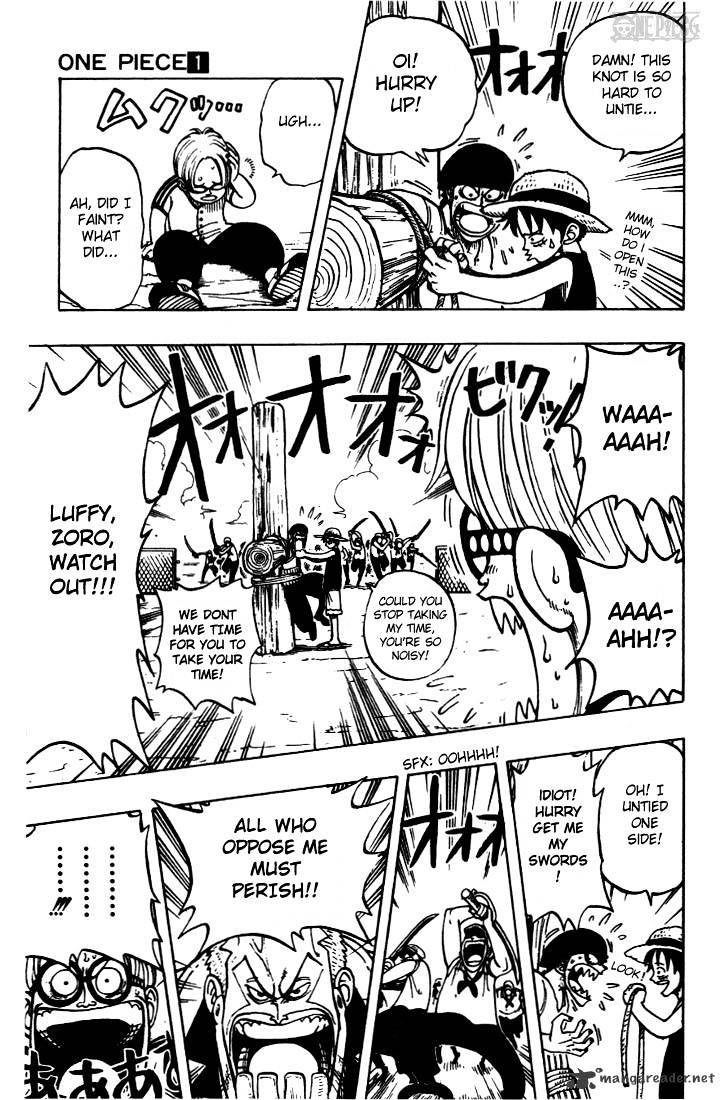 ONE PIECE 1
ONE PIECE
DAMN! THIS
KNOT IS SO
HARD TO
UNTIE...
オオオ
OI!
HURRY
UP!
MMM,
HOW
DO I
OPEN
THIS
..?
ムクッ...
UGH...
AH, DID I
FAINT?
WHAT
DID...
WAAA-
AAAH!
ビクッ!
AAAA-
AHH!?
オオオオ
COULD YOU
STOP TAKING
MY TIME,
YOU'RE SO
NOISY!
WE DONT
HAVE TIME
FOR YOU TO
TAKE YOUR
TIME!
LUFFY,
ZORO,
WATCH
OUT!!!
SFX: OOHHHH!
OH! I
UNTIED
ONE
SIDE!
IDIOT!
HURRY
GET ME
MY
SWORDS
!
LOOK!
オオオ
ALL WHO
OPPOSE ME
MUST
PERISH!!
......!!!
ああああ
mangareader.net